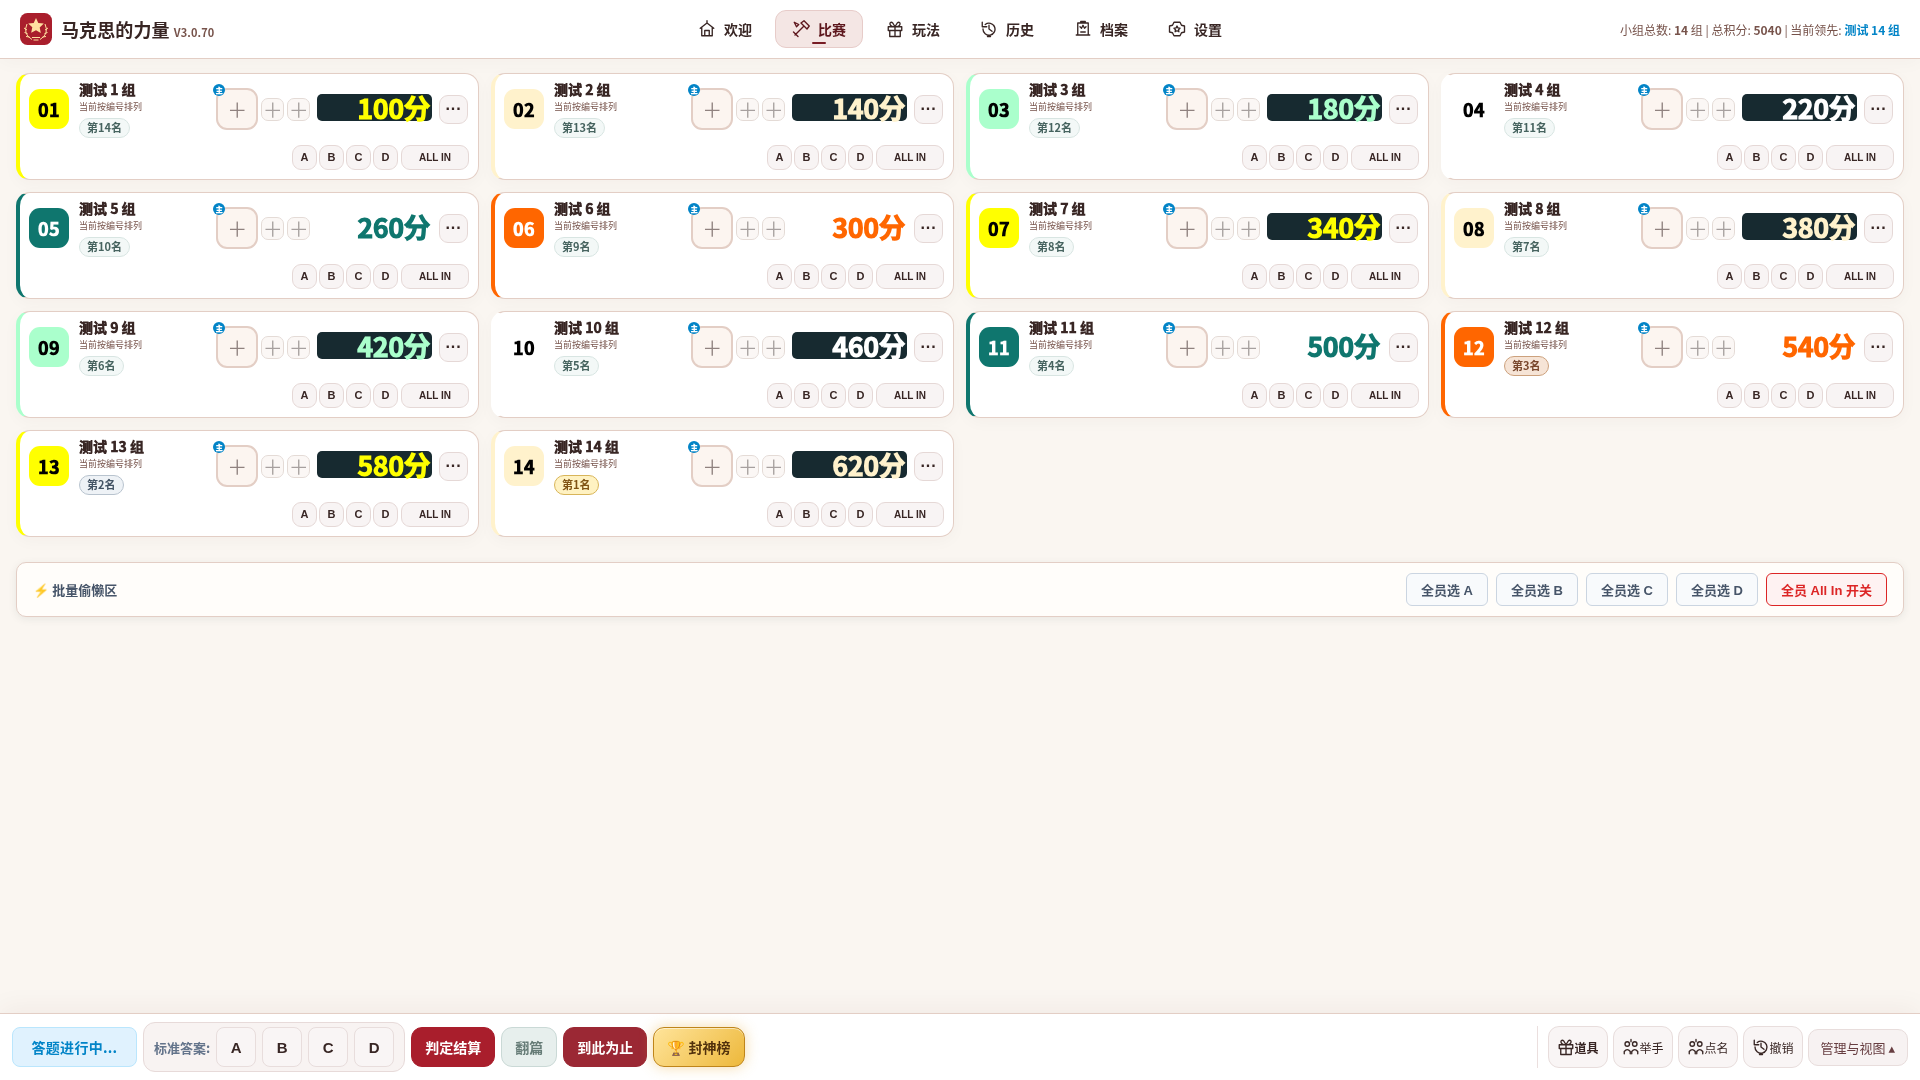 马克思的力量 V3.0.70
欢迎
比赛
玩法
历史
档案
设置
小组总数: 14 组 | 总积分: 5040 | 当前领先: 测试 14 组
01 测试 1 组 主 100分 ···
当前按编号排列
第14名
A B C D ALL IN
02 测试 2 组 主 140分 ···
当前按编号排列
第13名
A B C D ALL IN
03 测试 3 组 主 180分 ···
当前按编号排列
第12名
A B C D ALL IN
04 测试 4 组 主 220分 ···
当前按编号排列
第11名
A B C D ALL IN
05 测试 5 组 主 260分 ···
当前按编号排列
第10名
A B C D ALL IN
06 测试 6 组 主 300分 ···
当前按编号排列
第9名
A B C D ALL IN
07 测试 7 组 主 340分 ···
当前按编号排列
第8名
A B C D ALL IN
08 测试 8 组 主 380分 ···
当前按编号排列
第7名
A B C D ALL IN
09 测试 9 组 主 420分 ···
当前按编号排列
第6名
A B C D ALL IN
10 测试 10 组 主 460分 ···
当前按编号排列
第5名
A B C D ALL IN
11 测试 11 组 主 500分 ···
当前按编号排列
第4名
A B C D ALL IN
12 测试 12 组 主 540分 ···
当前按编号排列
第3名
A B C D ALL IN
13 测试 13 组 主 580分 ···
当前按编号排列
第2名
A B C D ALL IN
14 测试 14 组 主 620分 ···
当前按编号排列
第1名
A B C D ALL IN
⚡ 批量偷懒区
全员选 A
全员选 B
全员选 C
全员选 D
全员 All In 开关
答题进行中...
标准答案: A B C D
判定结算
翻篇
到此为止
🏆 封神榜
道具
举手
点名
撤销
管理与视图 ▴